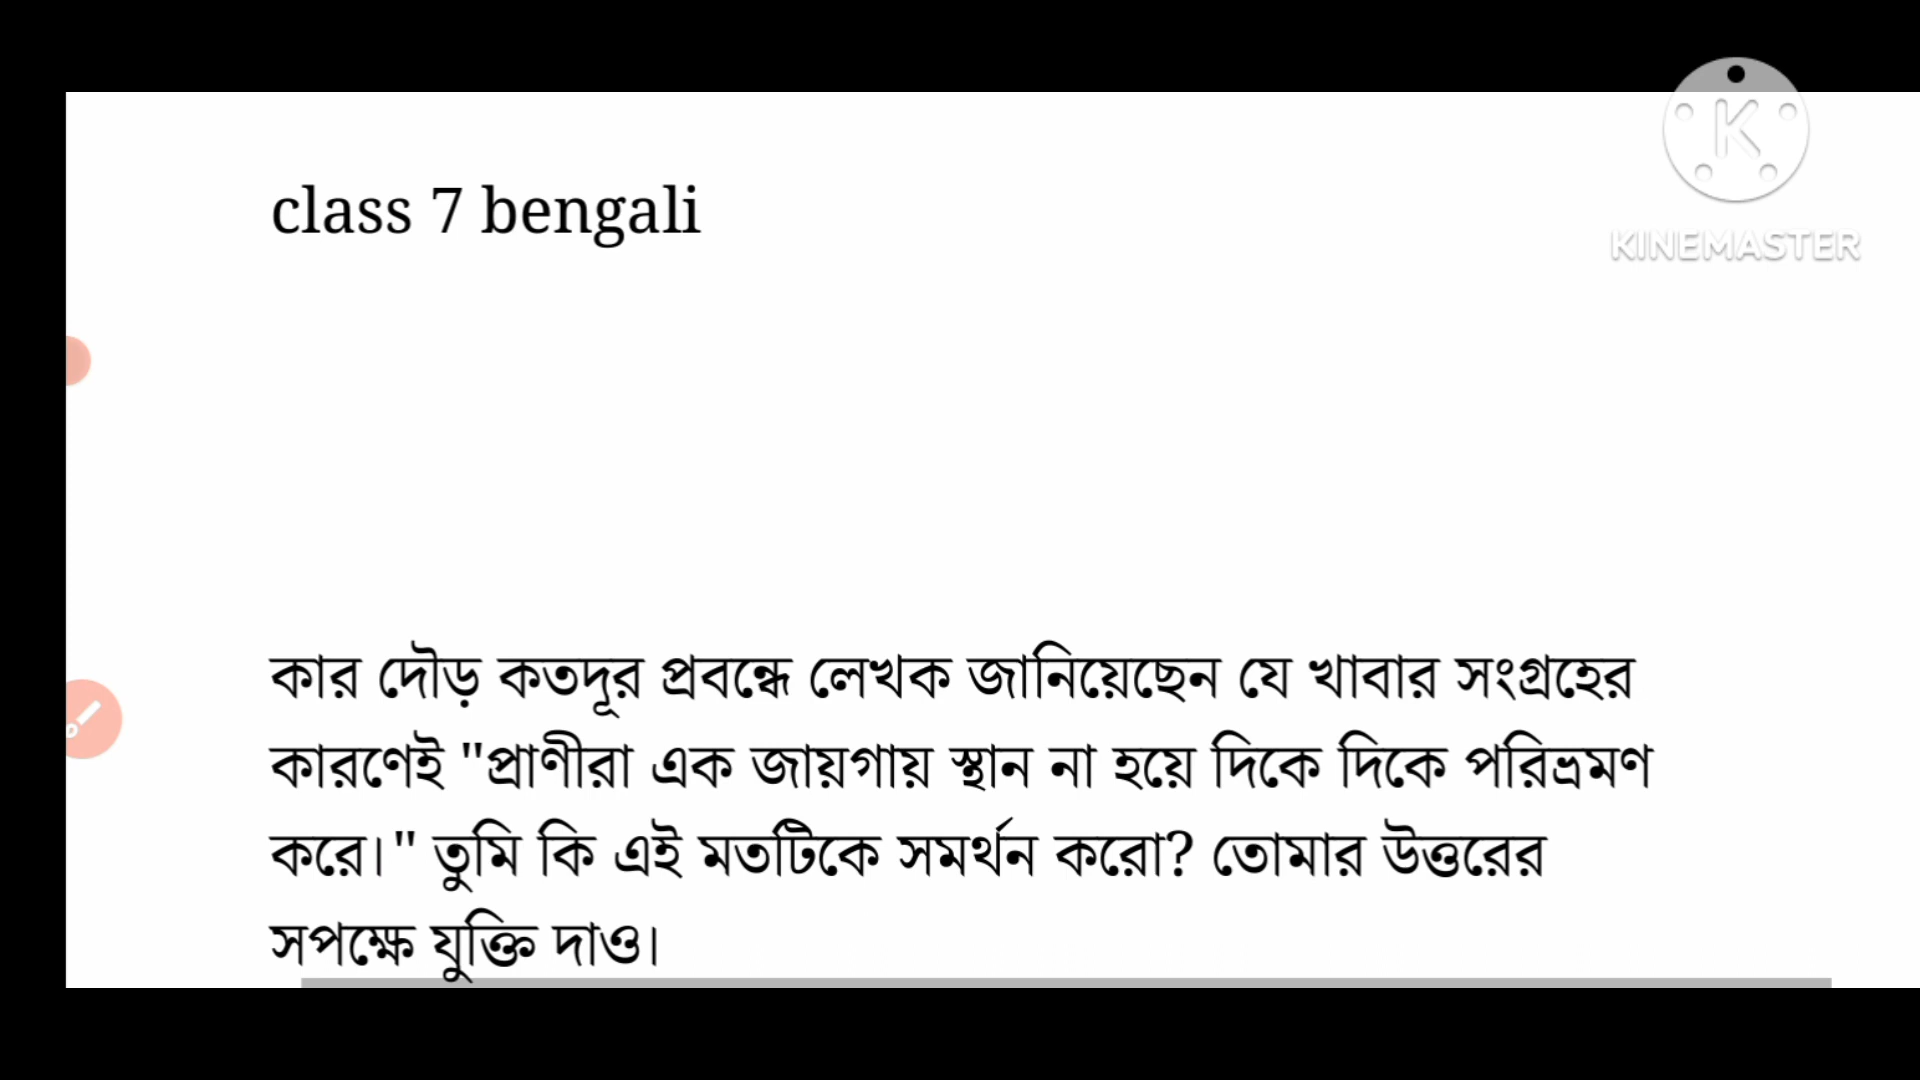 class 7 bengali
K
KINEMASTER
কার দৌড় কতদূর প্রবন্ধে লেখক জানিয়েছেন যে খাবার সংগ্রহের
কারণেই "প্রাণীরা এক জায়গায় স্থান না হয়ে দিকে দিকে পরিভ্রমণ
করে।" তুমি কি এই মতটিকে সমর্থন করো? তোমার উত্তরের
সপক্ষে যুক্তি দাও।